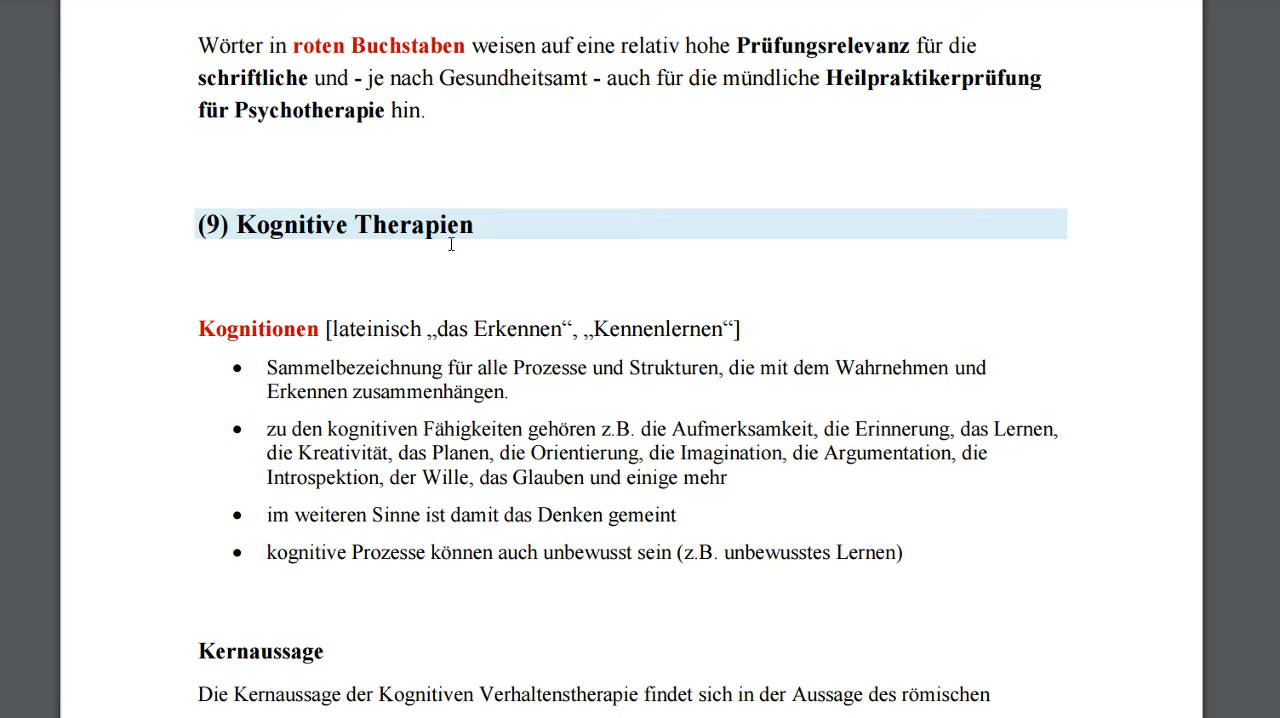 Wörter in roten Buchstaben weisen auf eine relativ hohe Prüfungsrelevanz für die
schriftliche und - je nach Gesundheitsamt - auch für die mündliche Heilpraktikerprüfung
für Psychotherapie hin.
(9) Kognitive Therapien
Kognitionen [lateinisch „das Erkennen“, „Kennenlernen“]
• Sammelbezeichnung für alle Prozesse und Strukturen, die mit dem Wahrnehmen und
Erkennen zusammenhängen.
• zu den kognitiven Fähigkeiten gehören z.B. die Aufmerksamkeit, die Erinnerung, das Lernen,
die Kreativität, das Planen, die Orientierung, die Imagination, die Argumentation, die
Introspektion, der Wille, das Glauben und einige mehr
• im weiteren Sinne ist damit das Denken gemeint
• kognitive Prozesse können auch unbewusst sein (z.B. unbewusstes Lernen)
Kernaussage
Die Kernaussage der Kognitiven Verhaltenstherapie findet sich in der Aussage des römischen